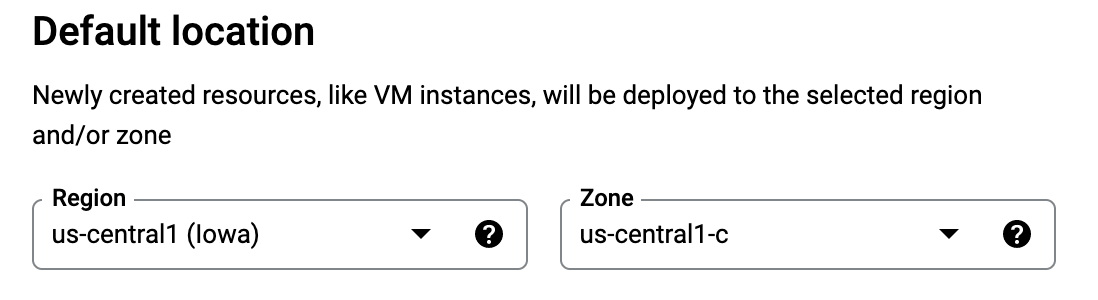 Default location
Newly created resources, like VM instances, will be deployed to the selected region
and/or zone
Region
us-central1 (Iowa)
Zone
us-central1-c